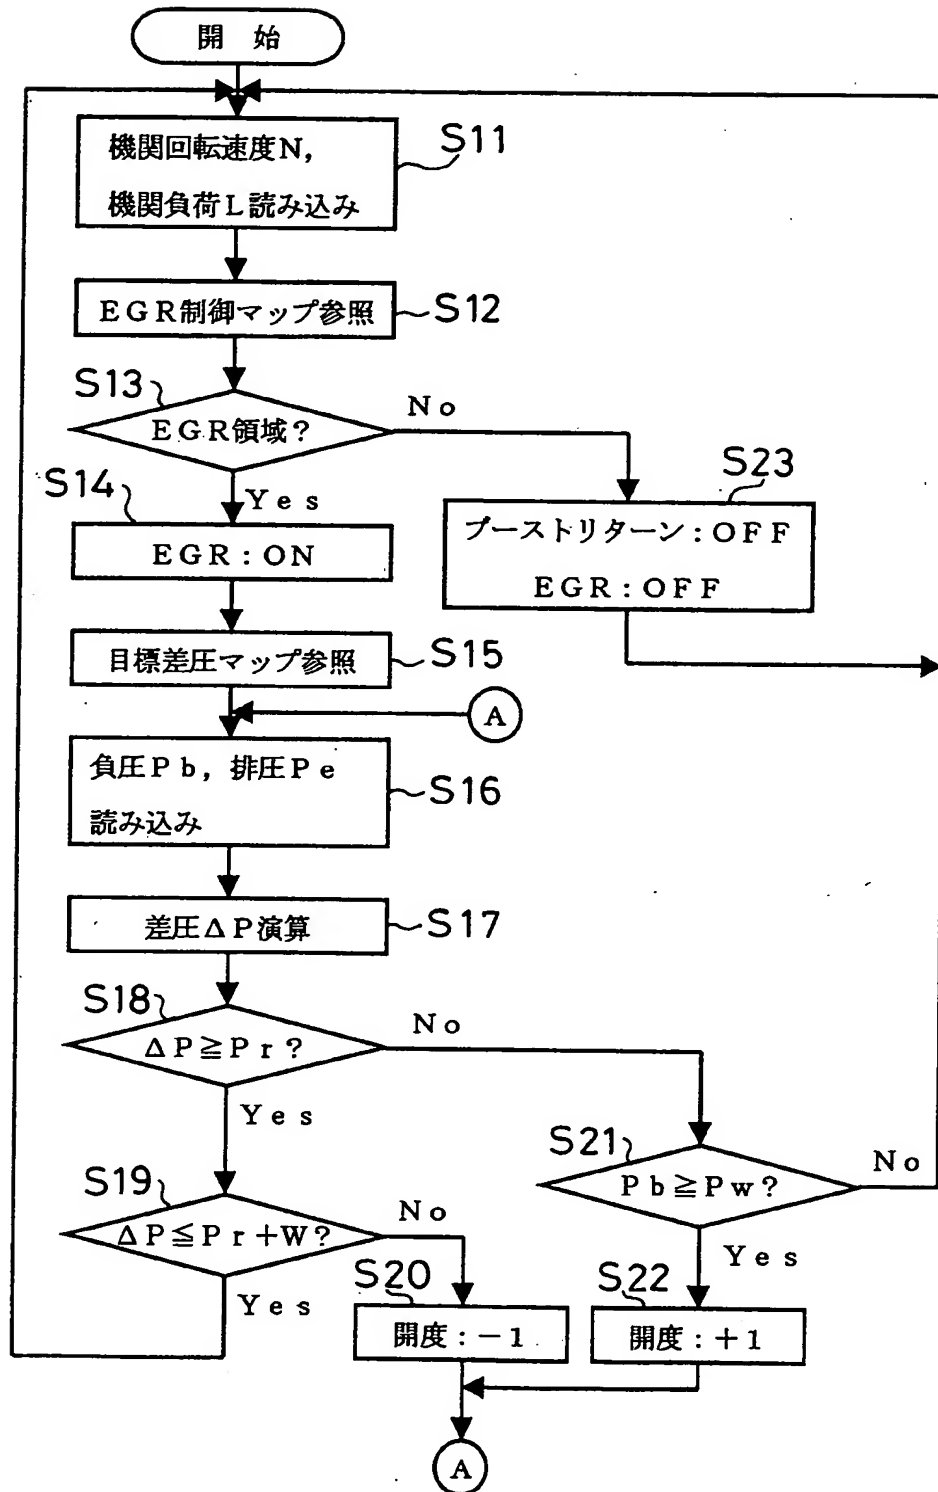 開 始
機関回転速度N,
機関負荷L読み込み
S11
EGR制御マップ参照
S12
S13
EGR領域?
No
Yes
S14
EGR:ON
S23
ブーストリターン:OFF
EGR:OFF
目標差圧マップ参照
S15
A
負圧Pb,排圧Pe
読み込み
S16
差圧ΔP演算
S17
S18
ΔP≧Pr?
No
Yes
S21
Pb≧Pw?
No
Yes
S19
ΔP≦Pr+W?
No
Yes
S20
開度:-1
S22
開度:+1
A